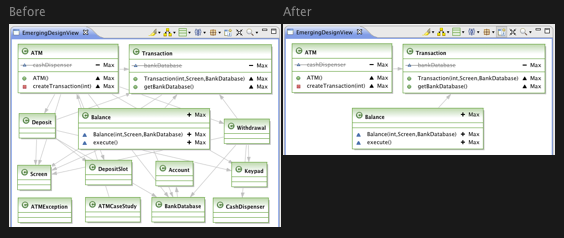 Before
After
EmergingDesignView
ATM
cashDispenser − Max
ATM() Max
createTransaction(int) Max
Transaction
bankDatabase − Max
Transaction(int,Screen,BankDatabase) Max
getBankDatabase() Max
Deposit
Balance + Max
Balance(int,Screen,BankDatabase) + Max
execute() + Max
Withdrawal
Screen
DepositSlot
Account
Keypad
ATMException
ATMCaseStudy
BankDatabase
CashDispenser
EmergingDesignView
ATM
cashDispenser − Max
ATM() Max
createTransaction(int) Max
Transaction
bankDatabase − Max
Transaction(int,Screen,BankDatabase) Max
getBankDatabase() Max
Balance + Max
Balance(int,Screen,BankDatabase) + Max
execute() + Max